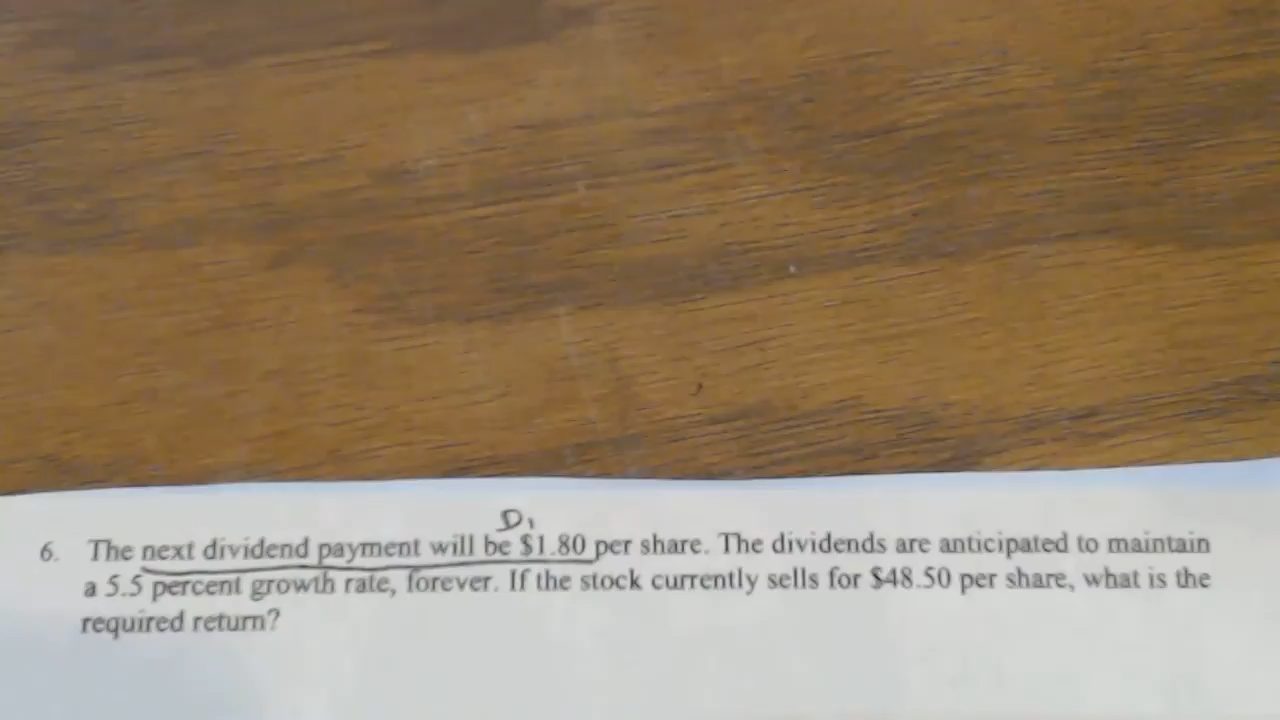 D₁
6. The next dividend payment will be $1.80 per share. The dividends are anticipated to maintain
a 5.5 percent growth rate, forever. If the stock currently sells for $48.50 per share, what is the
required return?